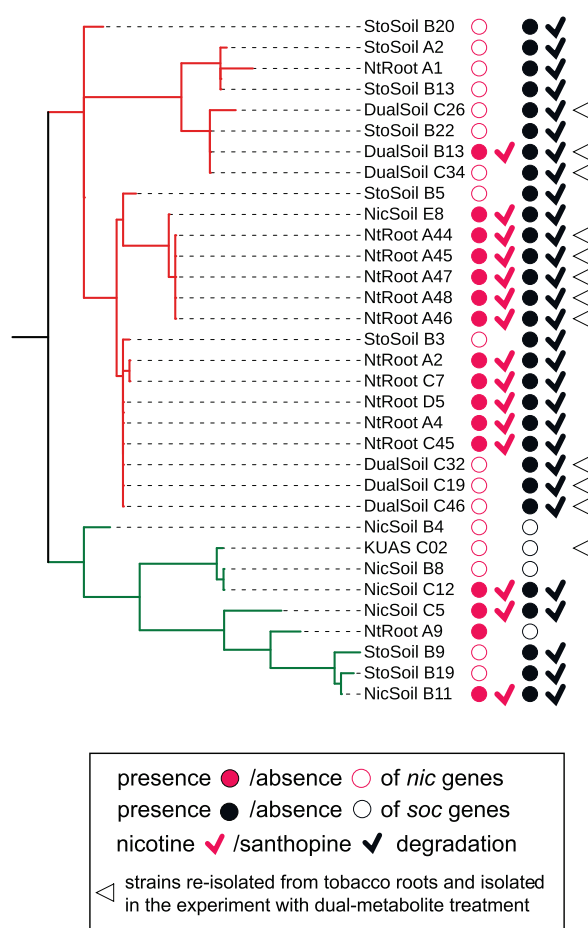 StoSoil B20
StoSoil A2
NtRoot A1
StoSoil B13
DualSoil C26
StoSoil B22
DualSoil B13
DualSoil C34
StoSoil B5
NicSoil E8
NtRoot A44
NtRoot A45
NtRoot A47
NtRoot A48
NtRoot A46
StoSoil B3
NtRoot A2
NtRoot C7
NtRoot D5
NtRoot A4
NtRoot C45
DualSoil C32
DualSoil C19
DualSoil C46
NicSoil B4
KUAS C02
NicSoil B8
NicSoil C12
NicSoil C5
NtRoot A9
StoSoil B9
StoSoil B19
NicSoil B11
presence /absence of nic genes
presence /absence of soc genes
nicotine /santhopine degradation
strains re-isolated from tobacco roots and isolated
in the experiment with dual-metabolite treatment